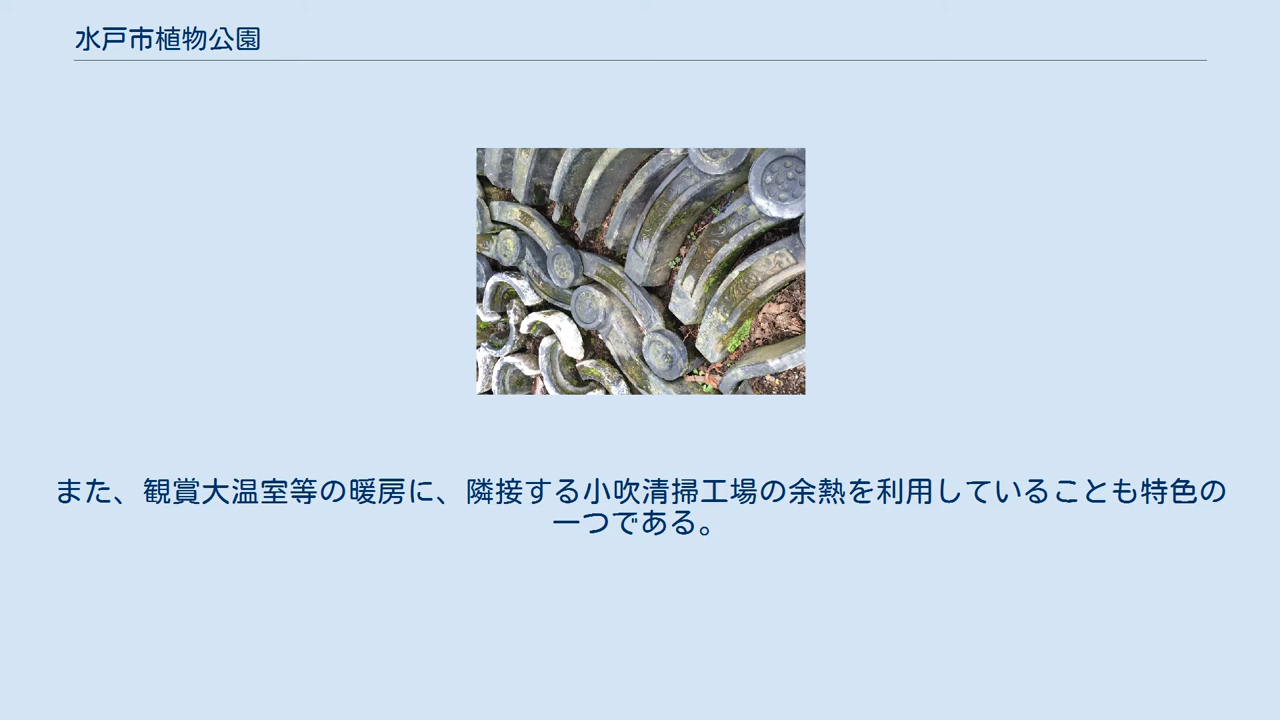 水戸市植物公園
また、観賞大温室等の暖房に、隣接する小吹清掃工場の余熱を利用していることも特色の
一つである。